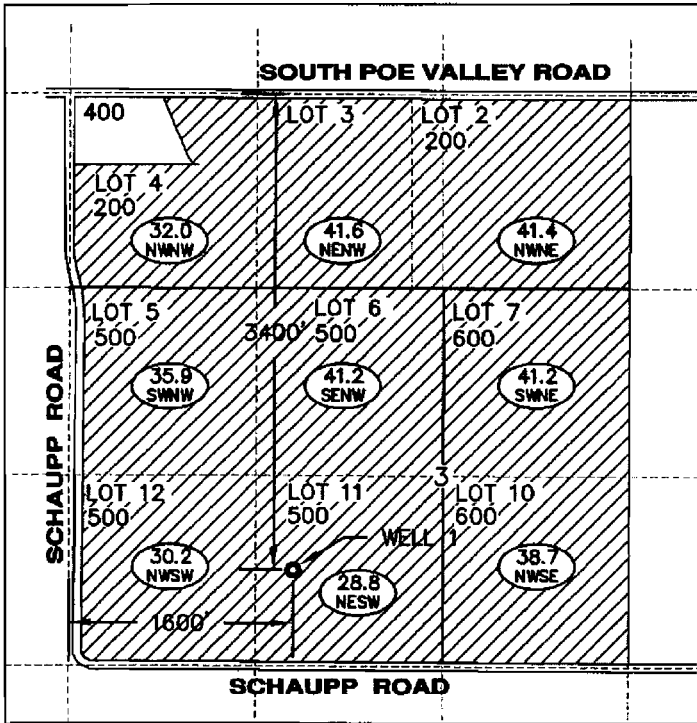 SOUTH POE VALLEY ROAD
400
LOT 3
LOT 2
200
LOT 4
200
32.0
NWNW
41.6
NENW
41.4
NWNE
LOT 5
500
3400'
LOT 6
500
LOT 7
600
35.9
SWNW
41.2
SENW
41.2
SWNE
SCHAUPP ROAD
3
LOT 12
500
LOT 11
500
LOT 10
600
WELL 1
30.2
NWSW
28.8
NESW
38.7
NWSE
1600'
SCHAUPP ROAD